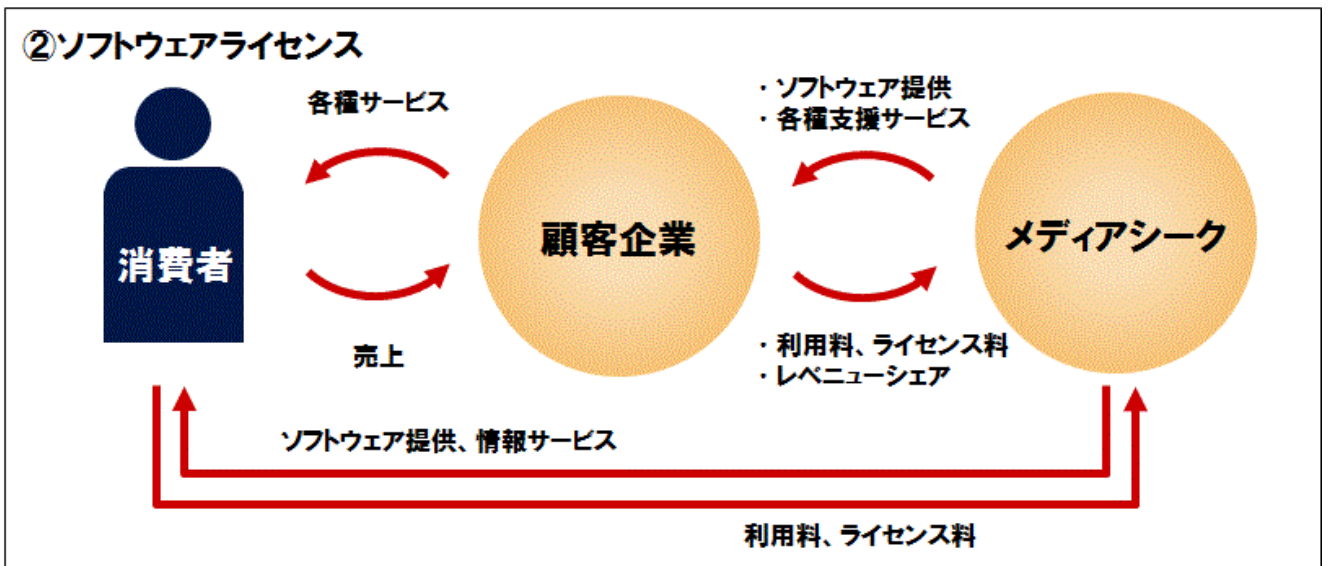 ②ソフトウェアライセンス
各種サービス
・ソフトウェア提供
・各種支援サービス
消費者
顧客企業
メディアシーク
売上
・利用料、ライセンス料
・レベニューシェア
ソフトウェア提供、情報サービス
利用料、ライセンス料